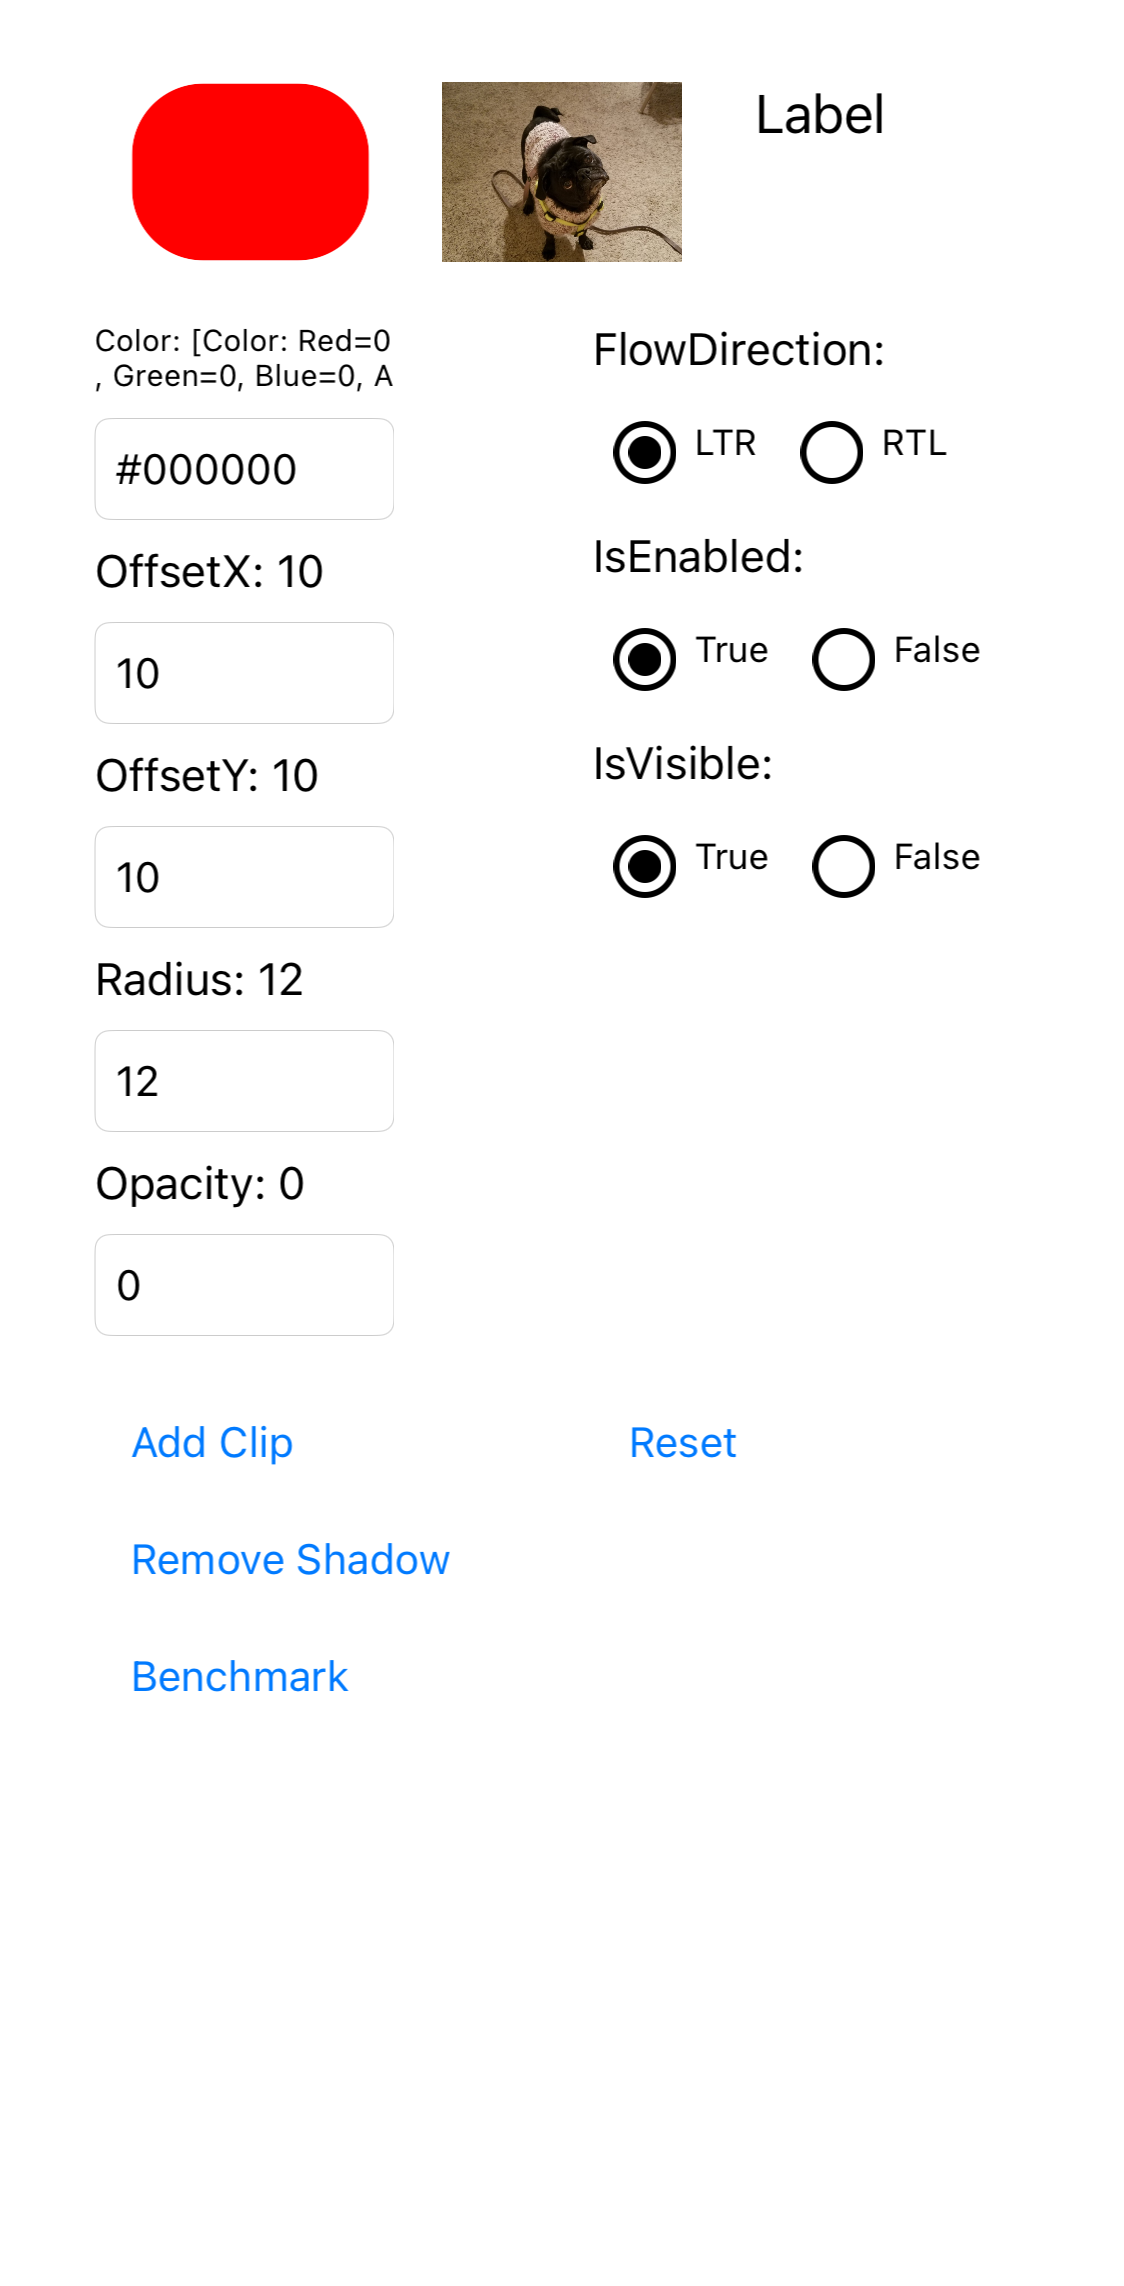 Label
Color: [Color: Red=0
, Green=0, Blue=0, A
#000000
OffsetX: 10
10
OffsetY: 10
10
Radius: 12
12
Opacity: 0
0
FlowDirection:
LTR RTL
IsEnabled:
True False
IsVisible:
True False
Add Clip
Reset
Remove Shadow
Benchmark